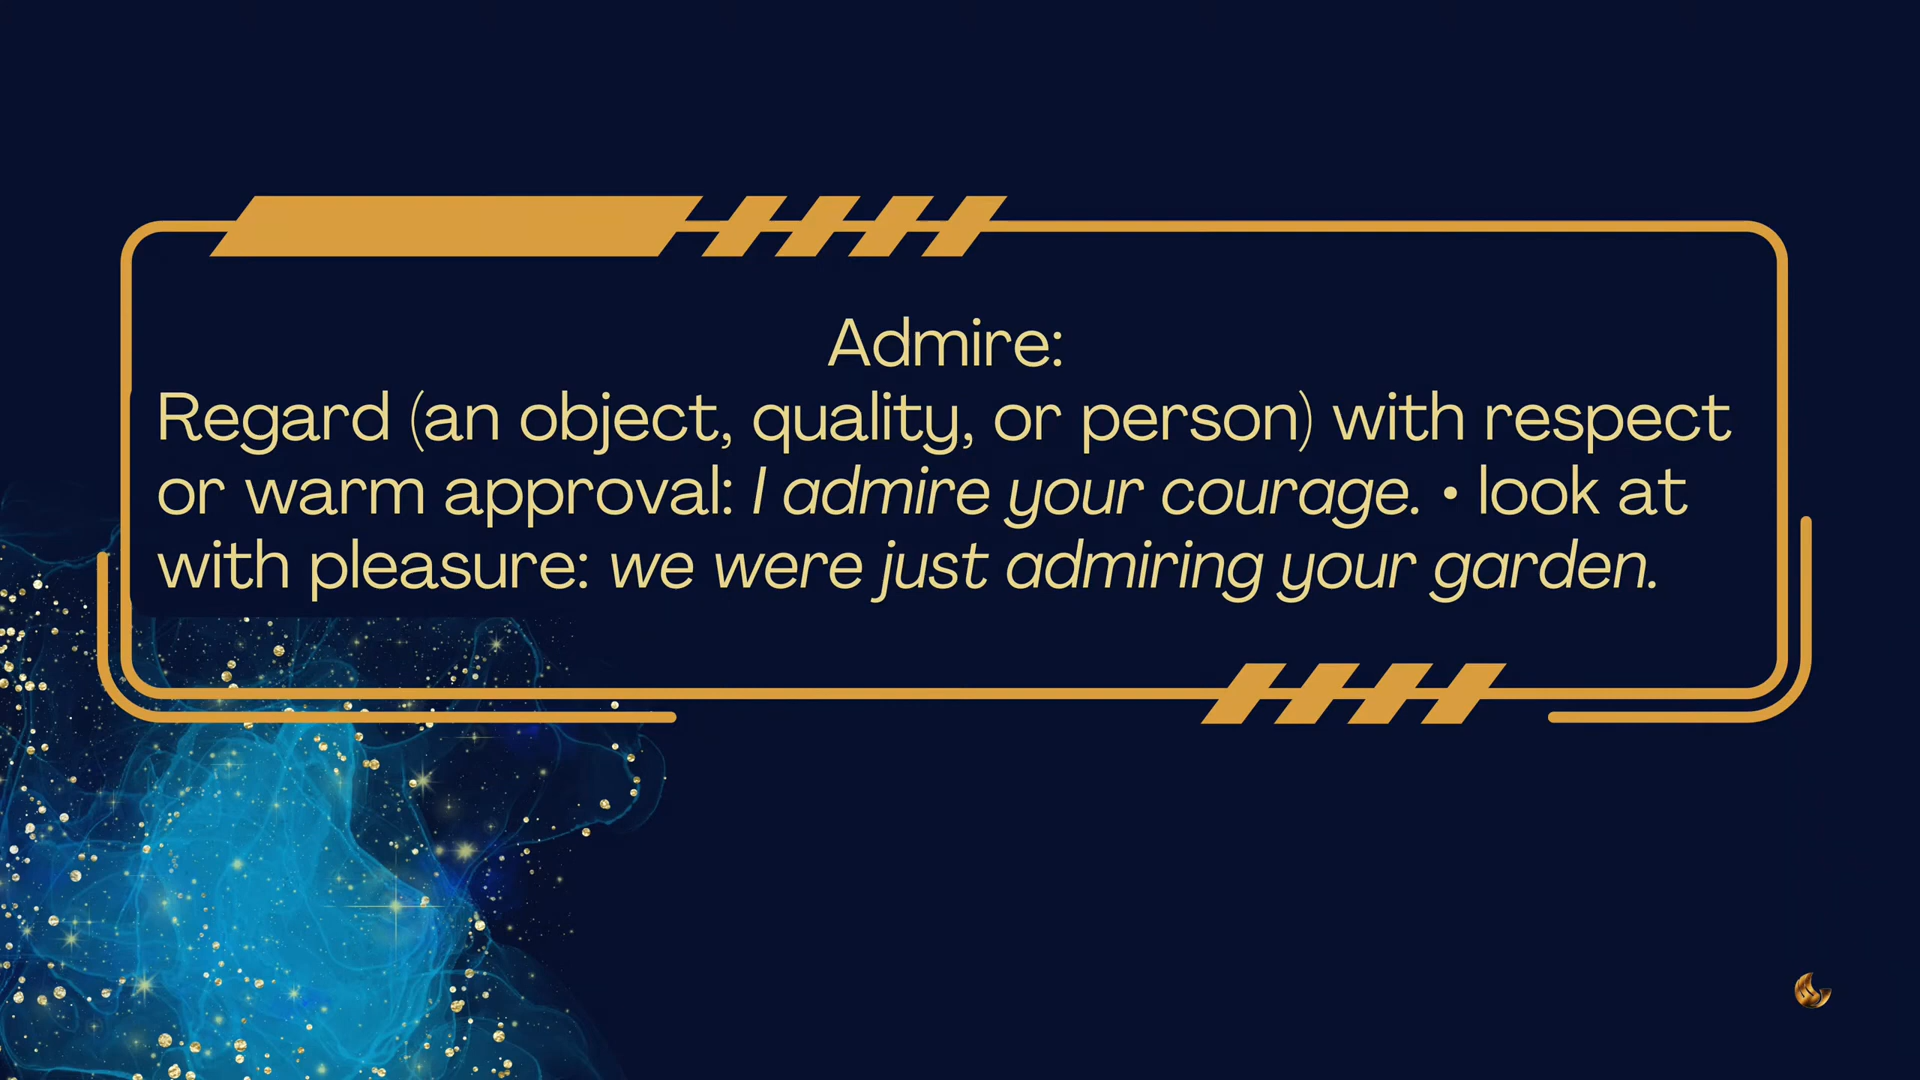 Admire:
Regard (an object, quality, or person) with respect
or warm approval: I admire your courage. • look at
with pleasure: we were just admiring your garden.